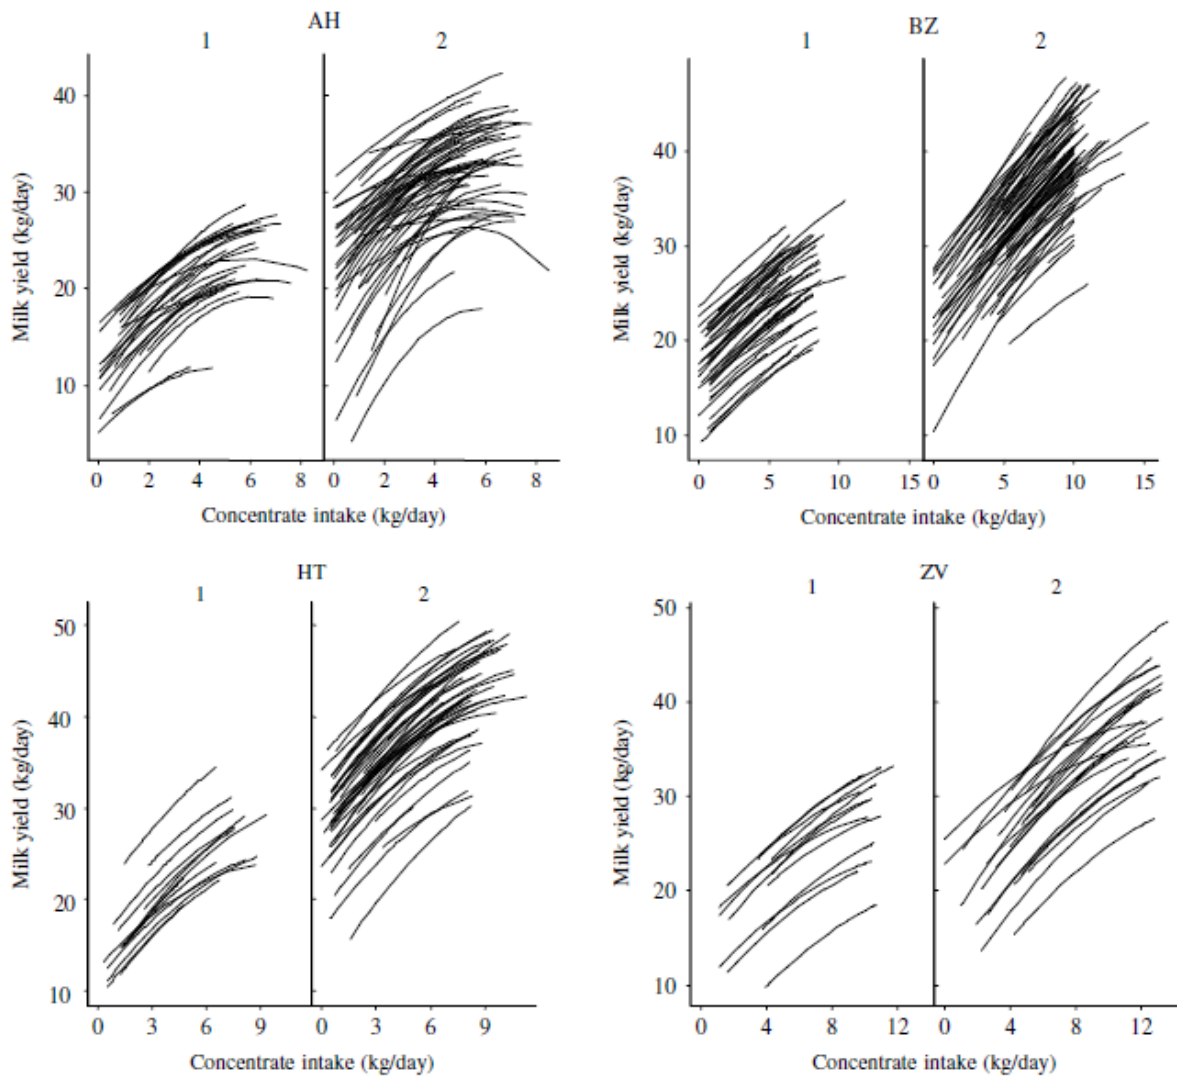 AH
1 2
Milk yield (kg/day)
40
30
20
10
0 2 4 6 8 0 2 4 6 8
Concentrate intake (kg/day)
BZ
1 2
Milk yield (kg/day)
40
30
20
10
0 5 10 15 0 5 10 15
Concentrate intake (kg/day)
HT
1 2
Milk yield (kg/day)
50
40
30
20
10
0 3 6 9 0 3 6 9
Concentrate intake (kg/day)
ZV
1 2
Milk yield (kg/day)
50
40
30
20
10
0 4 8 12 0 4 8 12
Concentrate intake (kg/day)